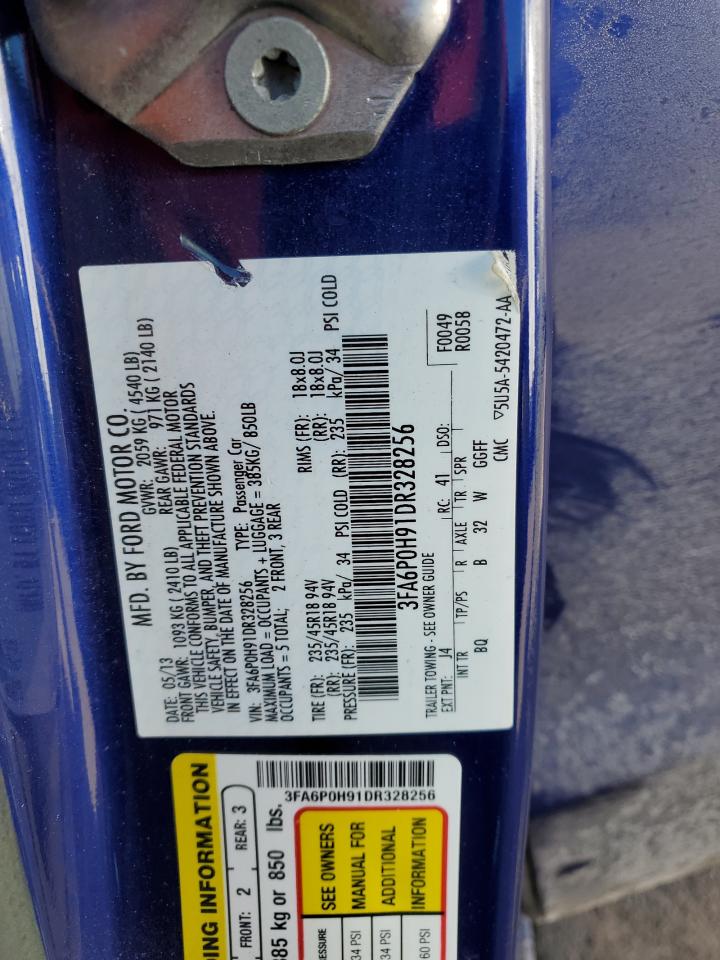 MFD. BY FORD MOTOR CO.
DATE: 05/13 GVWR: 2059 KG ( 4540 LB)
FRONT GAWR: 1093 KG ( 2410 LB) REAR GAWR: 971 KG ( 2140 LB)
THIS VEHICLE CONFORMS TO ALL APPLICABLE FEDERAL MOTOR
VEHICLE SAFETY, BUMPER, AND THEFT PREVENTION STANDARDS
IN EFFECT ON THE DATE OF MANUFACTURE SHOWN ABOVE.
VIN: 3FA6P0H91DR328256 TYPE: Passenger Car
MAXIMUM LOAD = OCCUPANTS + LUGGAGE = 385KG/ 850LB
OCCUPANTS = 5 TOTAL: 2 FRONT, 3 REAR
TIRE (FR): 235/45R18 94V RIMS (FR): 18x8.0J
(RR): 235/45R18 94V (RR): 18x8.0J
PRESSURE (FR): 235 kPa/ 34 PSI COLD (RR): 235 kPa/ 34 PSI COLD
3FA6P0H91DR328256
TRAILER TOWING - SEE OWNER GUIDE F0049
EXT PNT: J4 RC: 41 DSO: R0058
INT TR TP/PS R AXLE TR SPR
BQ B 32 W GGFF
CMC ▽5U5A-5420472-AA
3FA6P0H91DR328256
ING INFORMATION
FRONT: 2 REAR: 3
85 kg or 850 lbs.
SEE OWNERS
MANUAL FOR
ADDITIONAL
INFORMATION
34 PSI
34 PSI
60 PSI